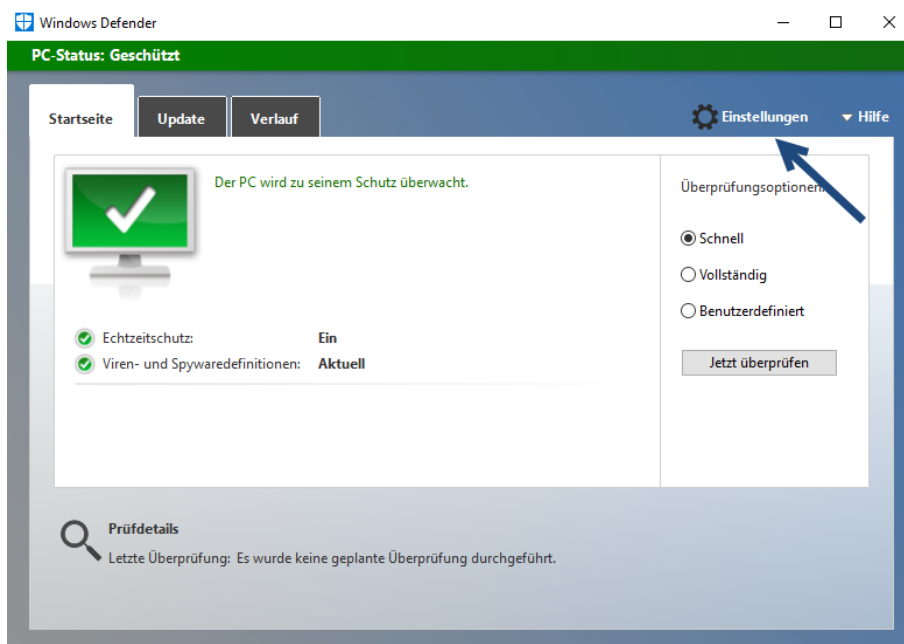 Windows Defender
PC-Status: Geschützt
Startseite Update Verlauf Einstellungen Hilfe
Der PC wird zu seinem Schutz überwacht.
Überprüfungsoptionen:
Schnell
Vollständig
Benutzerdefiniert
Echtzeitschutz: Ein
Viren- und Spywaredefinitionen: Aktuell
Jetzt überprüfen
Prüfdetails
Letzte Überprüfung: Es wurde keine geplante Überprüfung durchgeführt.